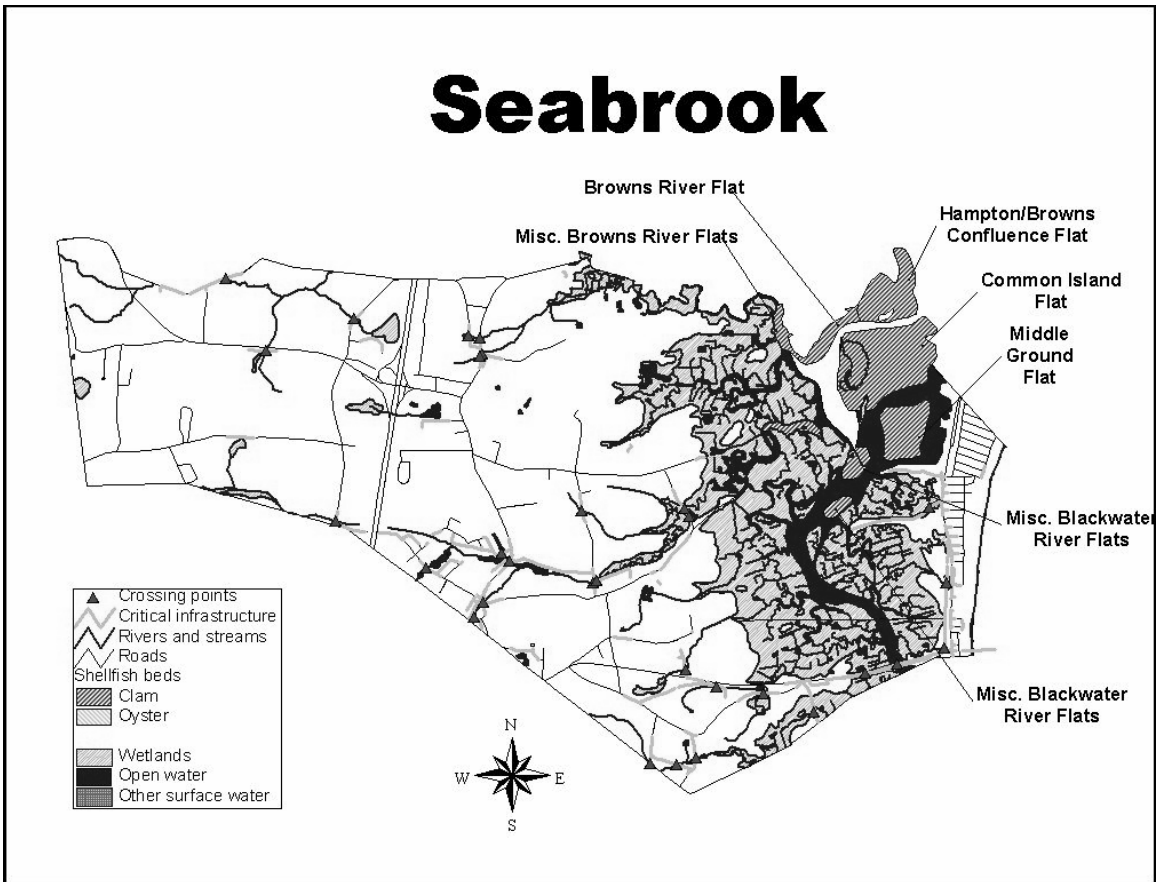 Seabrook
Browns River Flat
Misc. Browns River Flats
Hampton/Browns
Confluence Flat
Common Island
Flat
Middle
Ground
Flat
Misc. Blackwater
River Flats
Misc. Blackwater
River Flats
Crossing points
Critical infrastructure
Rivers and streams
Roads
Shellfish beds
Clam
Oyster
Wetlands
Open water
Other surface water
N
W
E
S